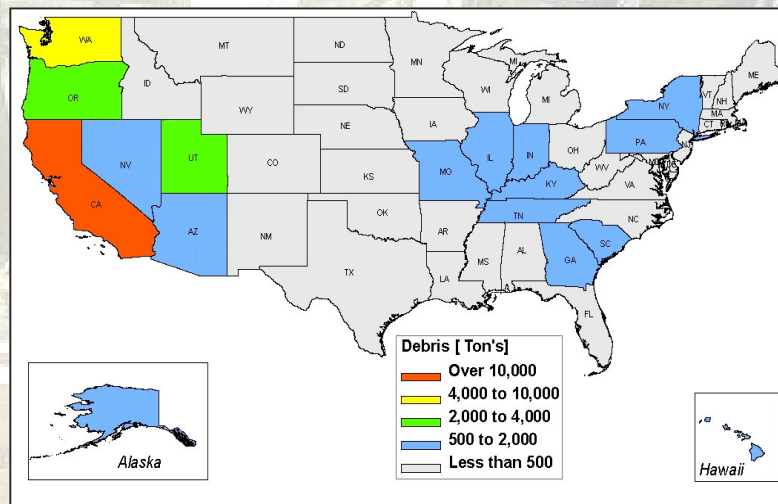 WA
MT
ND
MN
MI
ME
VT
NH
OR
ID
SD
WI
NY
MA
WY
MI
CT
IA
PA
NE
NJ
NV
UT
IL
IN
OH
CO
WV
CA
KS
MO
KY
VA
TN
NC
AZ
NM
OK
AR
SC
MS
AL
GA
TX
LA
FL
Debris [ Ton's]
Over 10,000
4,000 to 10,000
2,000 to 4,000
500 to 2,000
Less than 500
Alaska
Hawaii